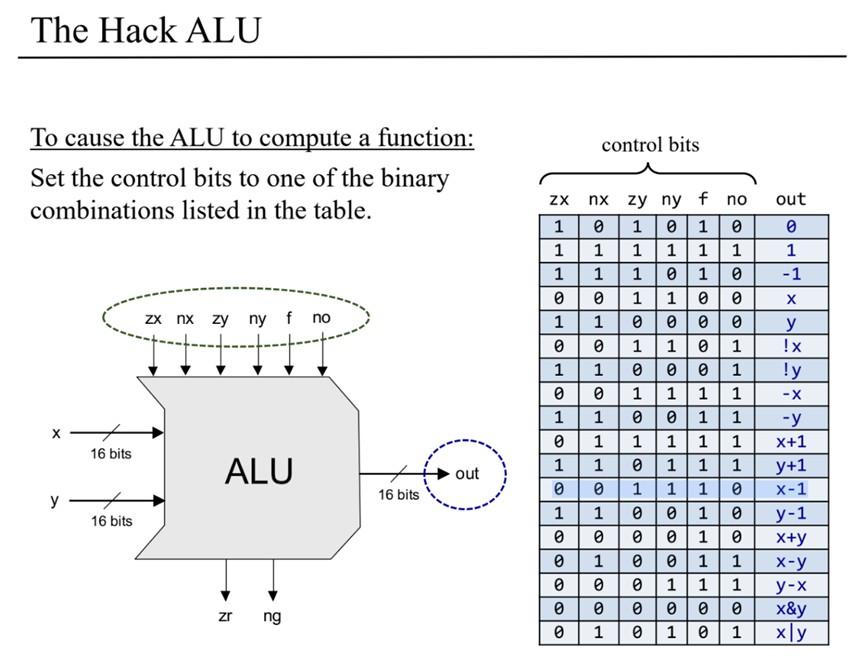 The Hack ALU
To cause the ALU to compute a function:
Set the control bits to one of the binary
combinations listed in the table.
zx nx zy ny f no
x
16 bits
y
16 bits
ALU
16 bits
out
zr ng
control bits
zx nx zy ny f no out
1 0 1 0 1 0 0
1 1 1 1 1 1 1
1 1 1 0 1 0 -1
0 0 1 1 0 0 x
1 1 0 0 0 0 y
0 0 1 1 0 1 !x
1 1 0 0 0 1 !y
0 0 1 1 1 1 -x
1 1 0 0 1 1 -y
0 1 1 1 1 1 x+1
1 1 0 1 1 1 y+1
0 0 1 1 1 0 x-1
1 1 0 0 1 0 y-1
0 0 0 0 1 0 x+y
0 1 0 0 1 1 x-y
0 0 0 1 1 1 y-x
0 0 0 0 0 0 x&y
0 1 0 1 0 1 x|y